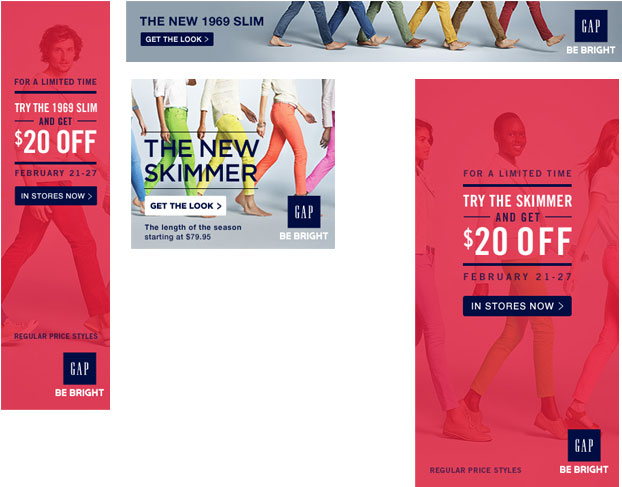 FOR A LIMITED TIME
TRY THE 1969 SLIM
AND GET
$20 OFF
FEBRUARY 21-27
IN STORES NOW >
REGULAR PRICE STYLES
GAP
BE BRIGHT
THE NEW 1969 SLIM
GET THE LOOK >
GAP
BE BRIGHT
THE NEW
SKIMMER
GET THE LOOK >
The length of the season
starting at $79.95
GAP
BE BRIGHT
FOR A LIMITED TIME
TRY THE SKIMMER
AND GET
$20 OFF
FEBRUARY 21-27
IN STORES NOW >
GAP
BE BRIGHT
REGULAR PRICE STYLES